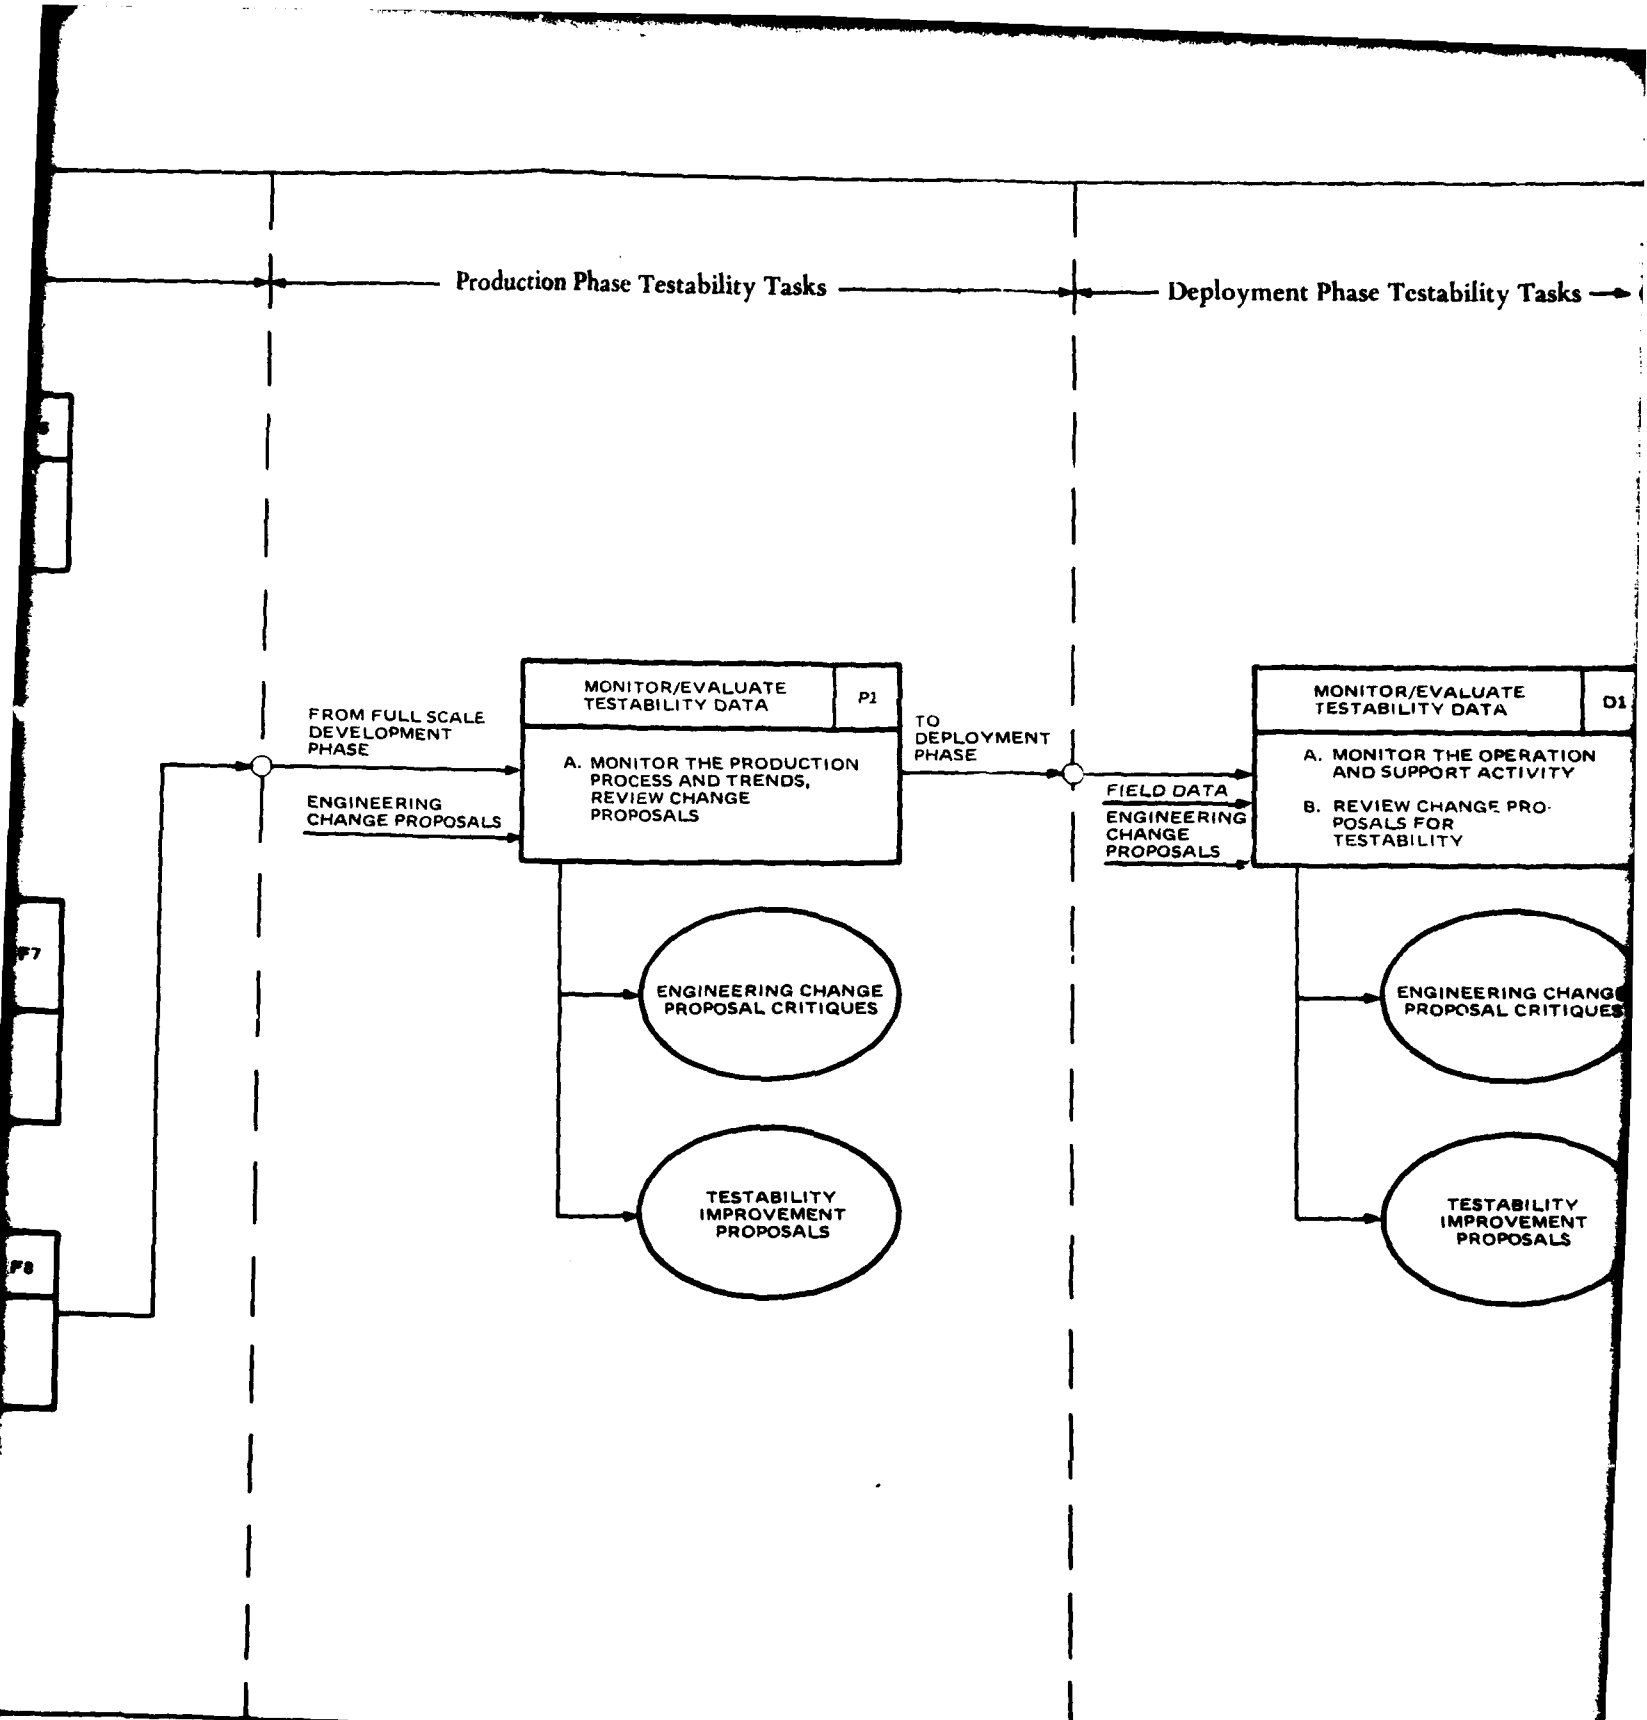 Production Phase Testability Tasks
Deployment Phase Testability Tasks
F7
F8
FROM FULL SCALE
DEVELOPMENT
PHASE
ENGINEERING
CHANGE PROPOSALS
MONITOR/EVALUATE
TESTABILITY DATA
P1
A. MONITOR THE PRODUCTION
PROCESS AND TRENDS,
REVIEW CHANGE
PROPOSALS
TO
DEPLOYMENT
PHASE
ENGINEERING CHANGE
PROPOSAL CRITIQUES
TESTABILITY
IMPROVEMENT
PROPOSALS
FIELD DATA
ENGINEERING
CHANGE
PROPOSALS
MONITOR/EVALUATE
TESTABILITY DATA
D1
A. MONITOR THE OPERATION
AND SUPPORT ACTIVITY
B. REVIEW CHANGE PRO-
POSALS FOR
TESTABILITY
ENGINEERING CHANG
PROPOSAL CRITIQUES
TESTABILITY
IMPROVEMENT
PROPOSALS